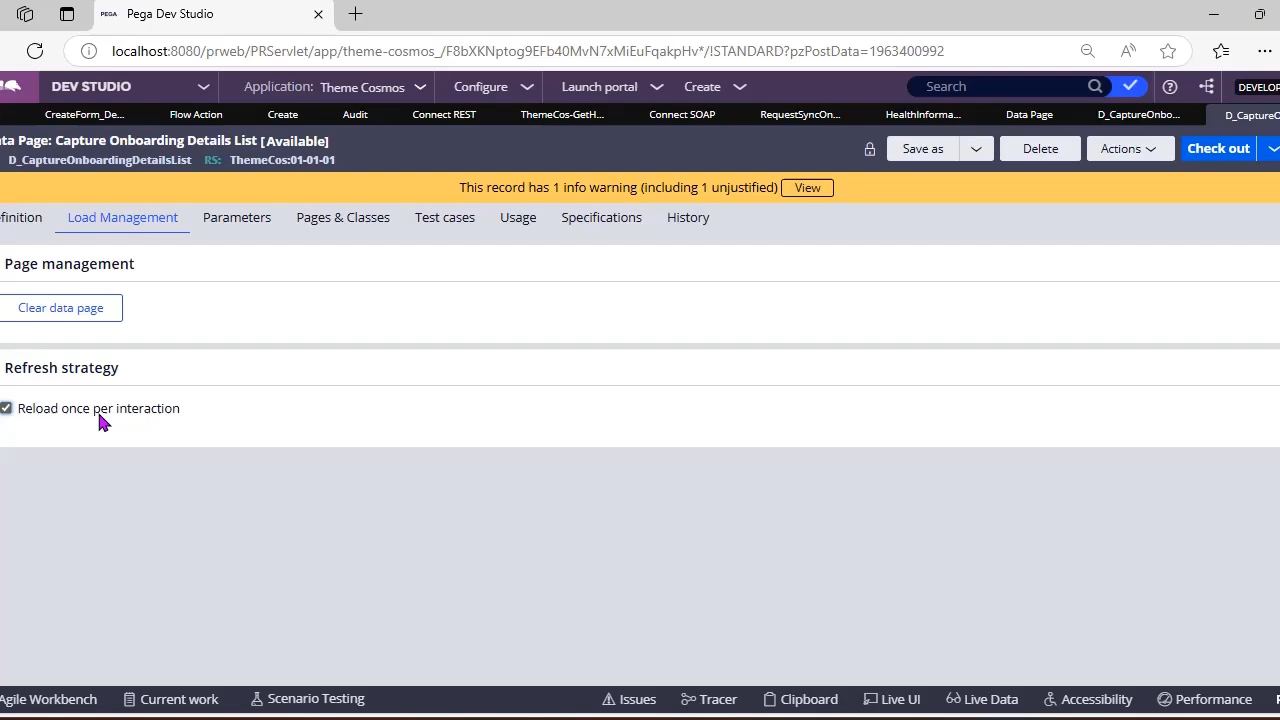 PEGA Pega Dev Studio
localhost:8080/prweb/PRServlet/app/theme-cosmos_/F8bXKNptog9EFb40MvN7xMiEuFqakpHv*/!STANDARD?pzPostData=1963400992
DEV STUDIO Application: Theme Cosmos Configure Launch portal Create Search DEVELOP
CreateForm_De... Flow Action Create Audit Connect REST ThemeCos-GetH... Connect SOAP RequestSyncOn... HealthInforma... Data Page D_CaptureOnbo... D_CaptureO
ata Page: Capture Onboarding Details List [Available]
D_CaptureOnboardingDetailsList RS: ThemeCos:01-01-01
Save as Delete Actions Check out
This record has 1 info warning (including 1 unjustified) View
efinition Load Management Parameters Pages & Classes Test cases Usage Specifications History
Page management
Clear data page
Refresh strategy
Reload once per interaction
Agile Workbench Current work Scenario Testing Issues Tracer Clipboard Live UI Live Data Accessibility Performance